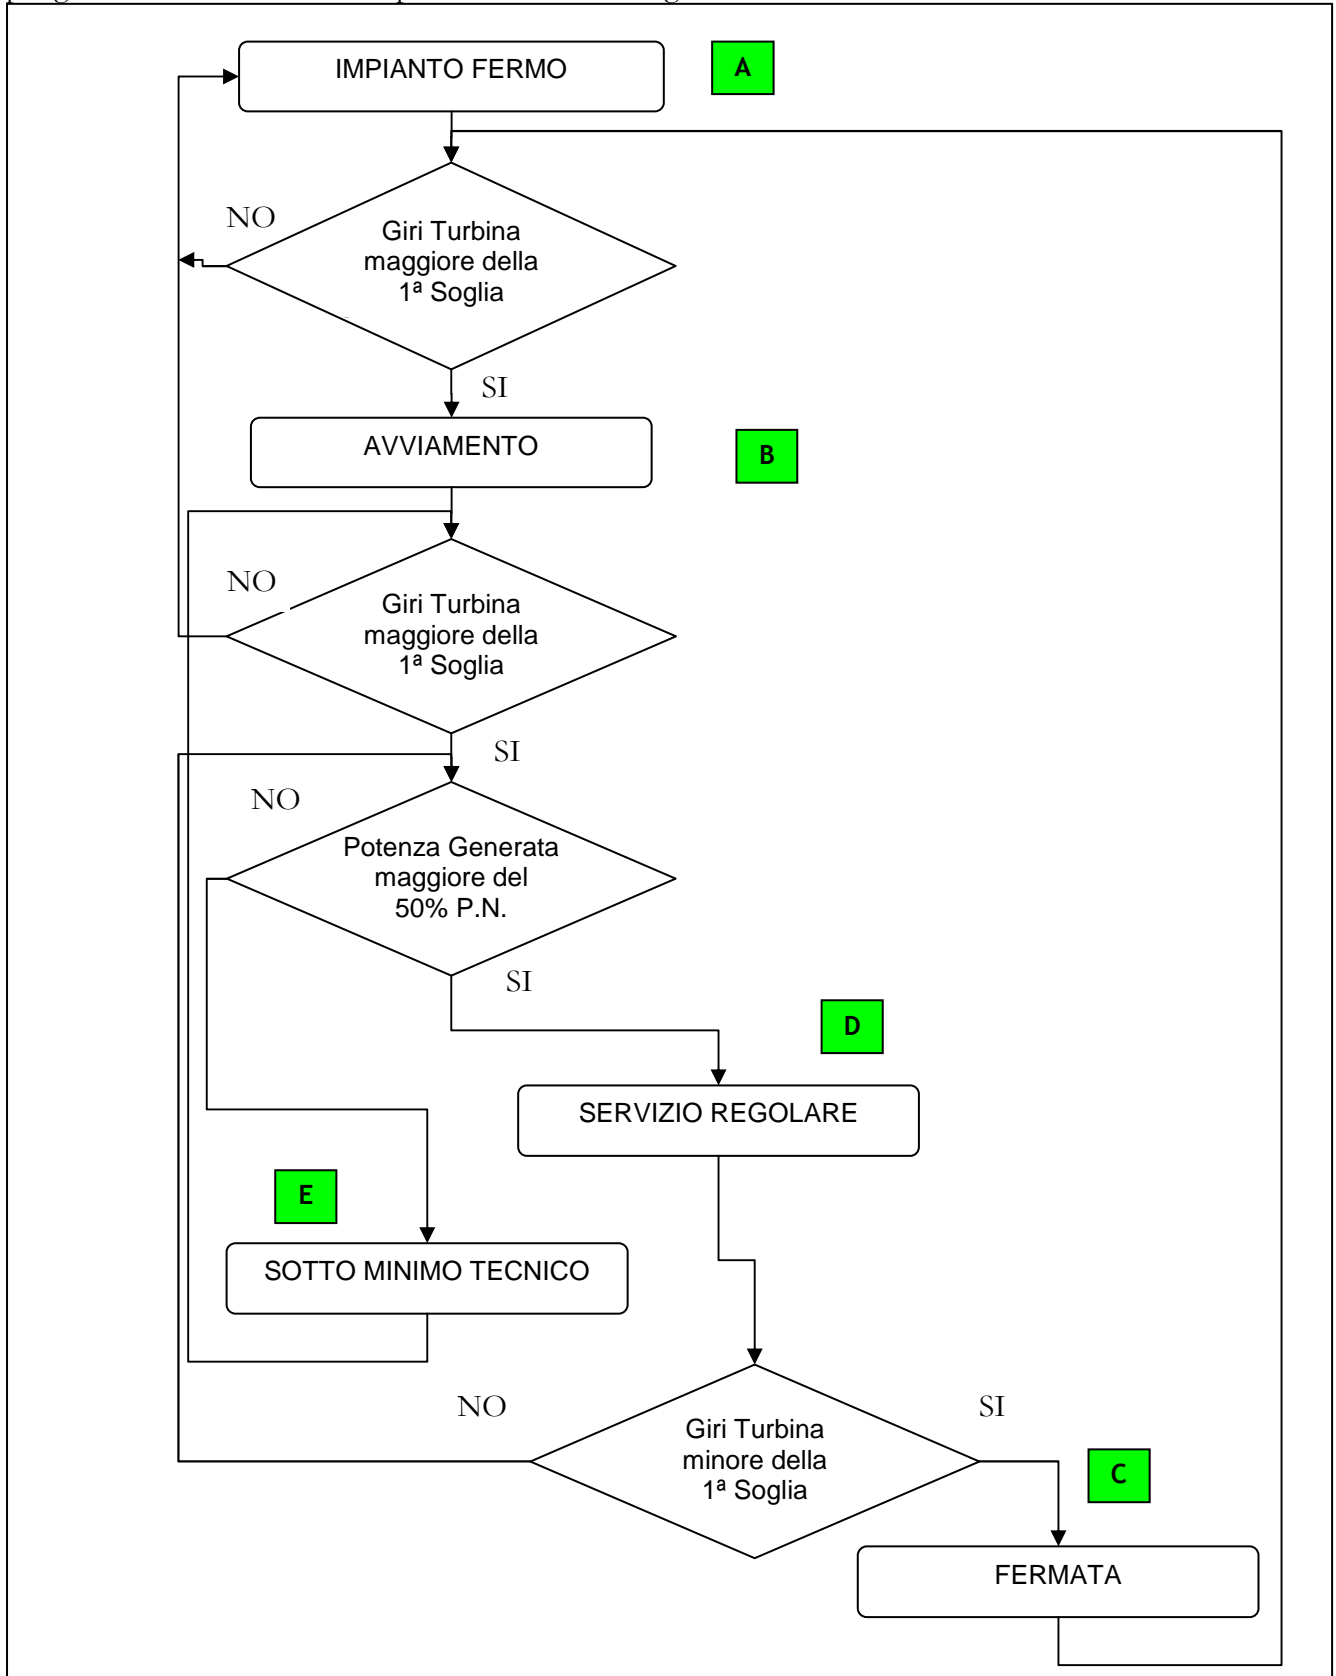 IMPIANTO FERMO
A
NO
Giri Turbina
maggiore della
1ª Soglia
SI
AVVIAMENTO
B
NO
Giri Turbina
maggiore della
1ª Soglia
SI
NO
Potenza Generata
maggiore del
50% P.N.
SI
D
SERVIZIO REGOLARE
E
SOTTO MINIMO TECNICO
NO
SI
Giri Turbina
minore della
1ª Soglia
C
FERMATA